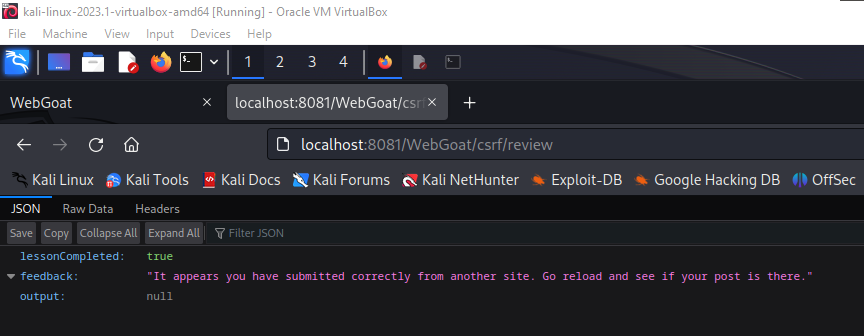 kali-linux-2023.1-virtualbox-amd64 [Running] - Oracle VM VirtualBox
File Machine View Input Devices Help
1 2 3 4
WebGoat × localhost:8081/WebGoat/csrf × +
localhost:8081/WebGoat/csrf/review
Kali Linux Kali Tools Kali Docs Kali Forums Kali NetHunter Exploit-DB Google Hacking DB OffSec
JSON Raw Data Headers
Save Copy Collapse All Expand All Filter JSON
lessonCompleted: true
feedback: "It appears you have submitted correctly from another site. Go reload and see if your post is there."
output: null